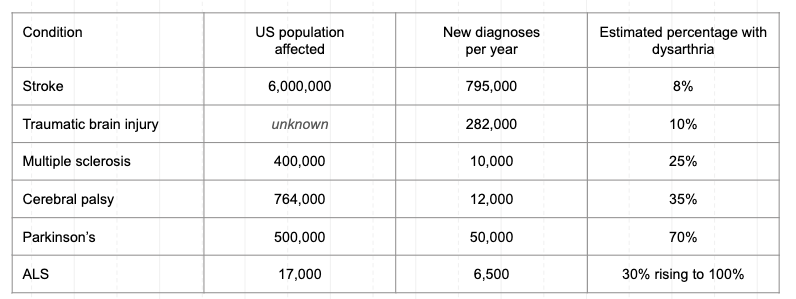 Condition US population affected New diagnoses per year Estimated percentage with dysarthria
Stroke 6,000,000 795,000 8%
Traumatic brain injury unknown 282,000 10%
Multiple sclerosis 400,000 10,000 25%
Cerebral palsy 764,000 12,000 35%
Parkinson’s 500,000 50,000 70%
ALS 17,000 6,500 30% rising to 100%